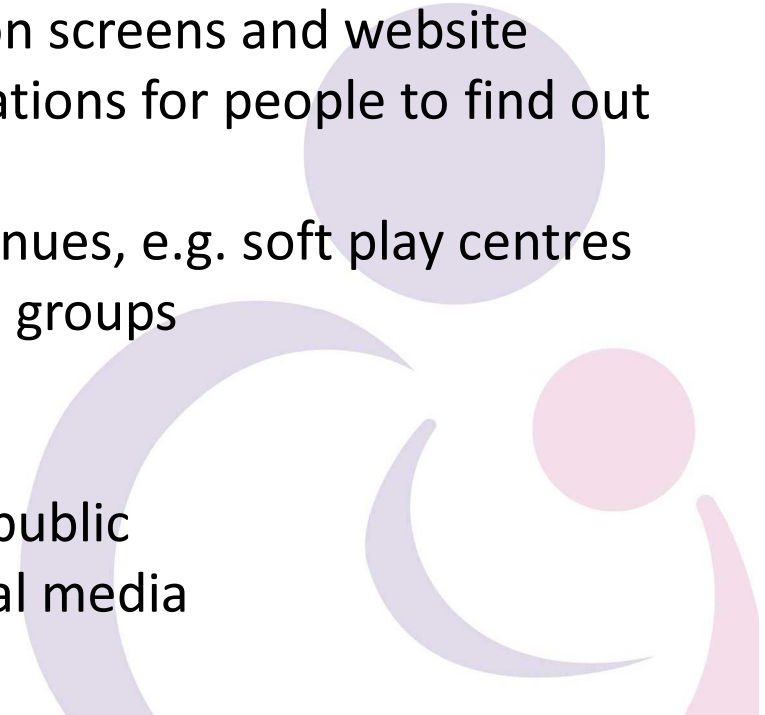 on screens and website
ations for people to find out
nues, e.g. soft play centres
groups
public
al media